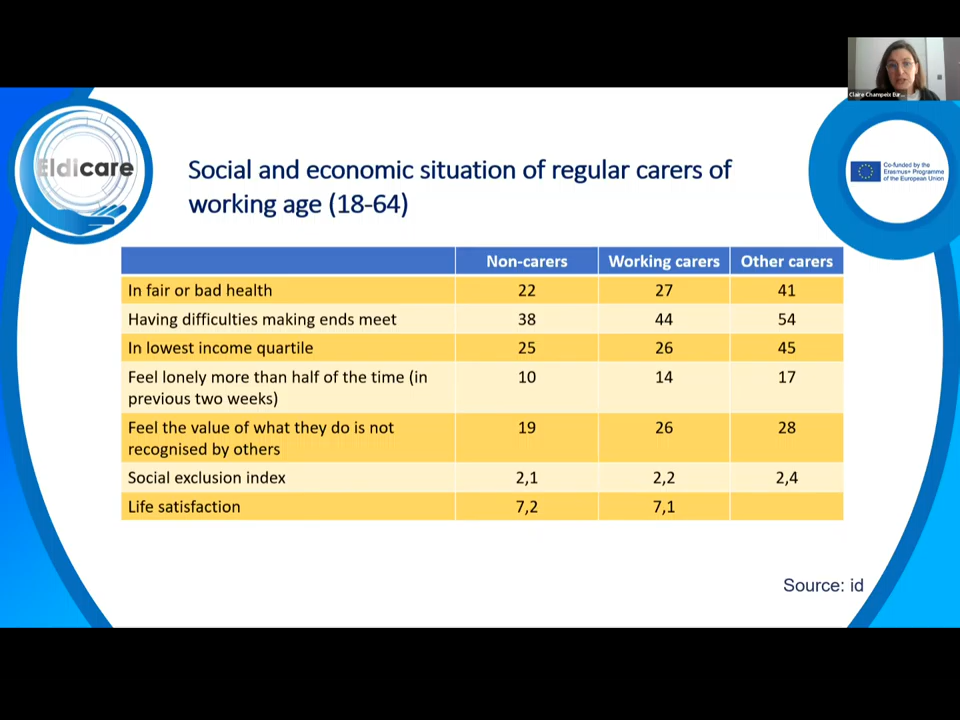 Claire Champeix Eur...
Eldicare
Co-funded by the
Erasmus+ Programme
of the European Union
Social and economic situation of regular carers of
working age (18-64)
Non-carers Working carers Other carers
In fair or bad health 22 27 41
Having difficulties making ends meet 38 44 54
In lowest income quartile 25 26 45
Feel lonely more than half of the time (in
previous two weeks) 10 14 17
Feel the value of what they do is not
recognised by others 19 26 28
Social exclusion index 2,1 2,2 2,4
Life satisfaction 7,2 7,1
Source: id